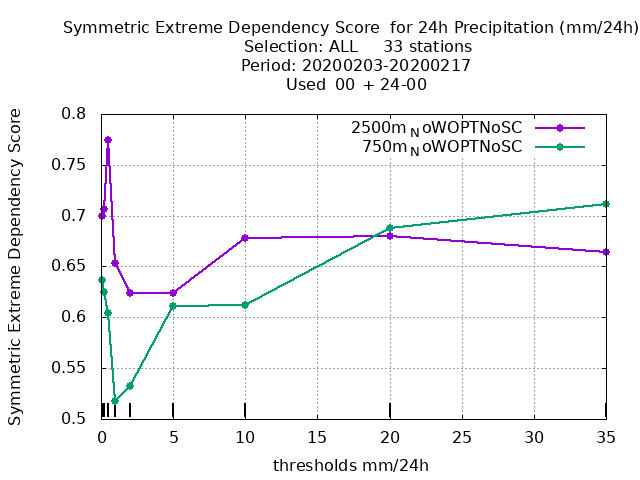 Symmetric Extreme Dependency Score  for 24h Precipitation (mm/24h)
Selection: ALL     33 stations
Period: 20200203-20200217
Used  00 + 24-00
Symmetric Extreme Dependency Score
0.8
0.75
0.7
0.65
0.6
0.55
0.5
2500m_NoWOPTNoSC
750m_NoWOPTNoSC
0 5 10 15 20 25 30 35
thresholds mm/24h